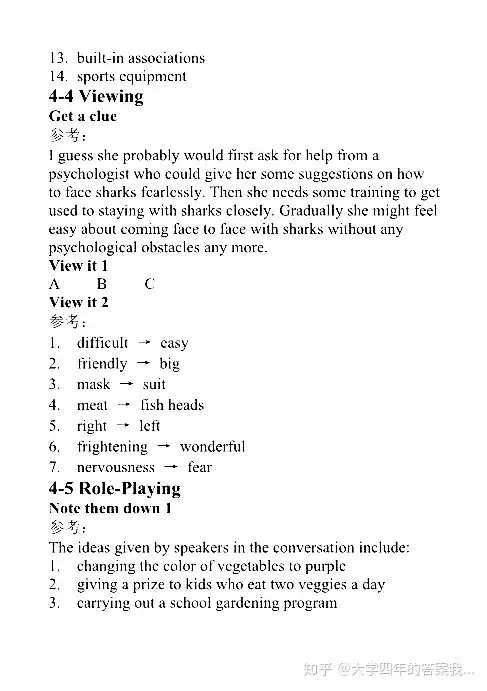 13. built-in associations
14. sports equipment
4-4 Viewing
Get a clue
参考：
I guess she probably would first ask for help from a
psychologist who could give her some suggestions on how
to face sharks fearlessly. Then she needs some training to get
used to staying with sharks closely. Gradually she might feel
easy about coming face to face with sharks without any
psychological obstacles any more.
View it 1
A B C
View it 2
参考：
1. difficult → easy
2. friendly → big
3. mask → suit
4. meat → fish heads
5. right → left
6. frightening → wonderful
7. nervousness → fear
4-5 Role-Playing
Note them down 1
参考：
The ideas given by speakers in the conversation include:
1. changing the color of vegetables to purple
2. giving a prize to kids who eat two veggies a day
3. carrying out a school gardening program
知乎 @大学四年的答案我...